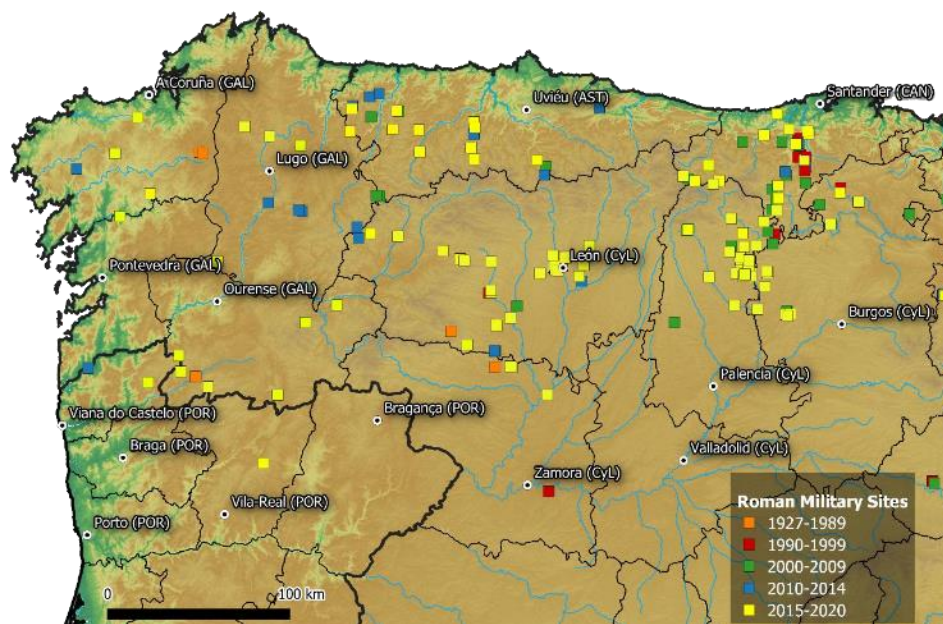 A Coruña (GAL)
Uviéu (AST)
Santander (CAN)
Lugo (GAL)
Pontevedra (GAL)
León (CyL)
Ourense (GAL)
Burgos (CyL)
Palencia (CyL)
Viana do Castelo (POR)
Bragança (POR)
Braga (POR)
Valladolid (CyL)
Zamora (CyL)
Vila-Real (POR)
Porto (POR)
Roman Military Sites
1927-1989
1990-1999
2000-2009
2010-2014
2015-2020
0 100 km